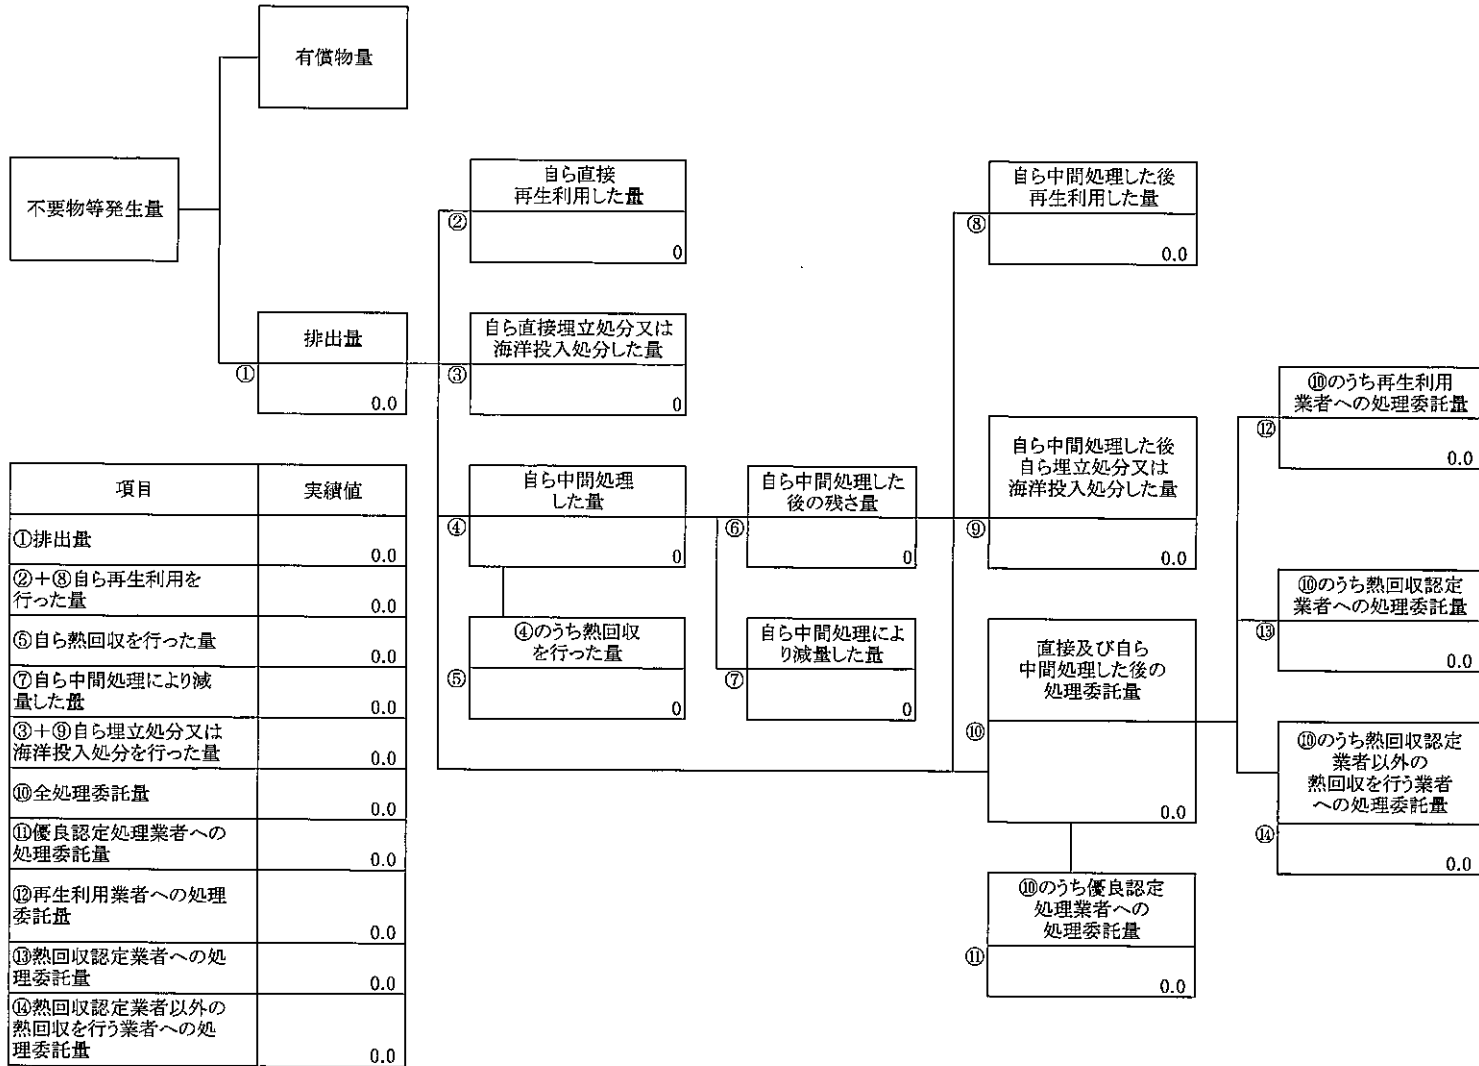 有償物量
不要物等発生量
①
排出量
0.0
②
自ら直接
再生利用した量
0
③
自ら直接埋立処分又は
海洋投入処分した量
0
④
自ら中間処理
した量
0
⑤
④のうち熱回収
を行った量
0
⑥
自ら中間処理した
後の残さ量
0
⑦
自ら中間処理によ
り減量した量
0
⑧
自ら中間処理した後
再生利用した量
0.0
⑨
自ら中間処理した後
自ら埋立処分又は
海洋投入処分した量
0.0
⑩
直接及び自ら
中間処理した後の
処理委託量
0.0
⑪
⑩のうち優良認定
処理業者への
処理委託量
0.0
⑫
⑩のうち再生利用
業者への処理委託量
0.0
⑬
⑩のうち熱回収認定
業者への処理委託量
0.0
⑭
⑩のうち熱回収認定
業者以外の
熱回収を行う業者
への処理委託量
0.0
項目 実績値
①排出量
0.0
②+⑧自ら再生利用を
行った量 0.0
⑤自ら熱回収を行った量
0.0
⑦自ら中間処理により減
量した量 0.0
③+⑨自ら埋立処分又は
海洋投入処分を行った量 0.0
⑩全処理委託量
0.0
⑪優良認定処理業者への
処理委託量 0.0
⑫再生利用業者への処理
委託量
0.0
⑬熱回収認定業者への処
理委託量 0.0
⑭熱回収認定業者以外の
熱回収を行う業者への処
理委託量 0.0